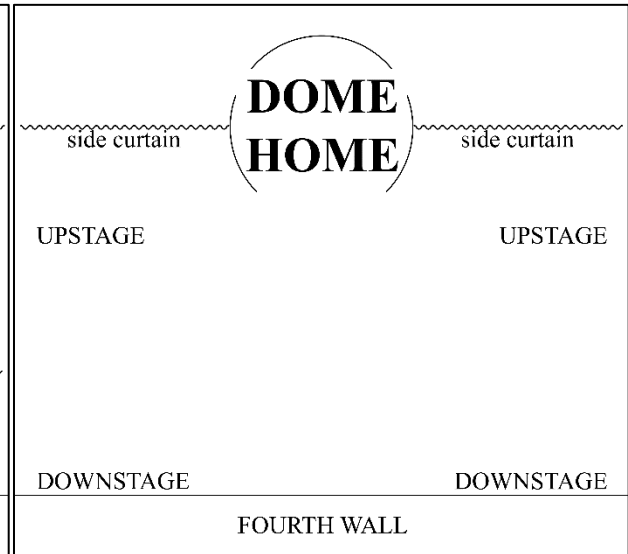 DOME
HOME
side curtain side curtain
UPSTAGE UPSTAGE
DOWNSTAGE DOWNSTAGE
FOURTH WALL